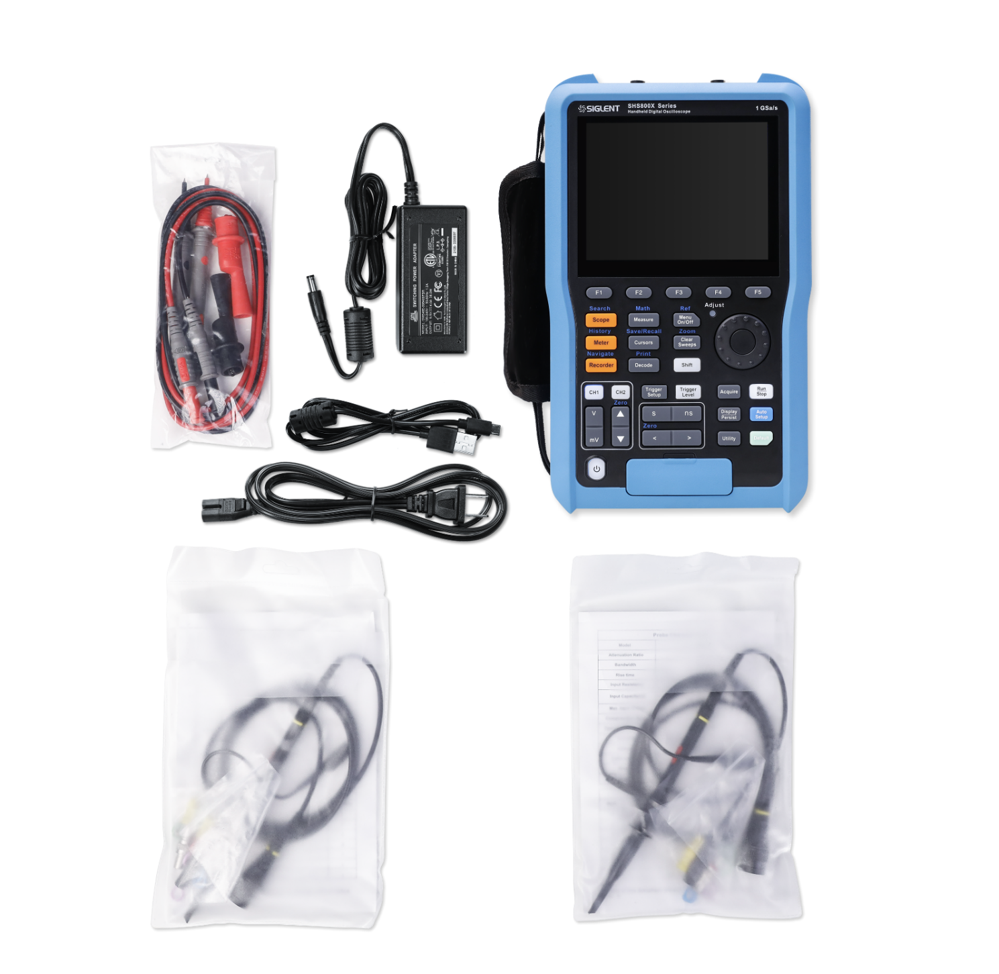 SIGLENT
SHS800X Series
Handheld Digital Oscilloscope
1 GSa/s
F1 F2 F3 F4 F5
Adjust
Search Math Ref
Scope Measure Menu On/Off
History Save/Recall Zoom
Meter Cursors Clear Sweeps
Navigate Print
Recorder Decode Shift
CH1 CH2 Trigger Setup Trigger Level Acquire Run Stop
Zero
V s ns Display Persist Auto Setup
Zero
mV < > Utility Default
SWITCHING POWER ADAPTER
Intertek
L.P.S.
Probe
Model
Attenuation Ratio
Bandwidth
Rise time
Input
Input